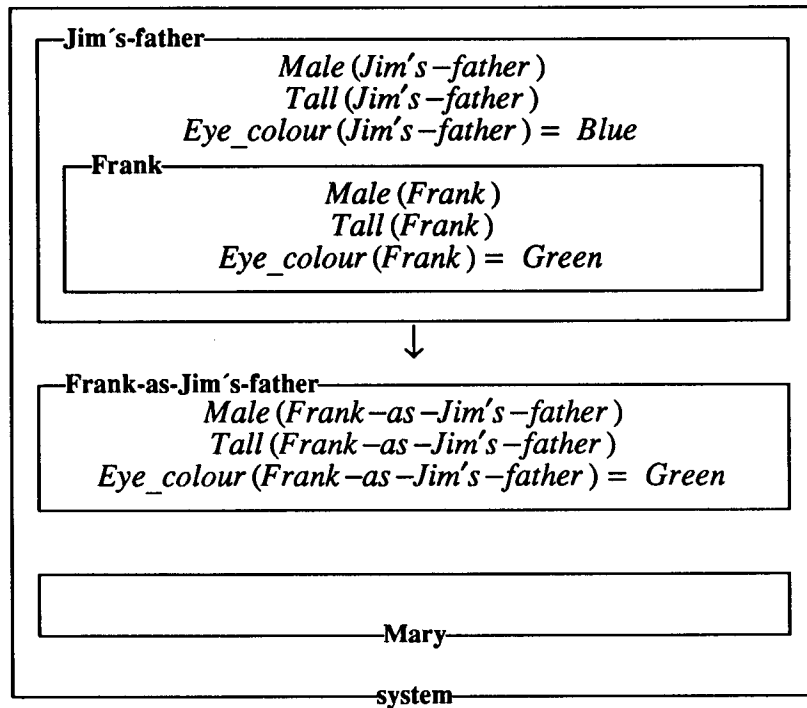 Jim´s-father
Male(Jim's-father)
Tall(Jim's-father)
Eye_colour(Jim's-father) = Blue
Frank
Male(Frank)
Tall(Frank)
Eye_colour(Frank) = Green
↓
Frank-as-Jim´s-father
Male(Frank-as-Jim's-father)
Tall(Frank-as-Jim's-father)
Eye_colour(Frank-as-Jim's-father) = Green
Mary
system